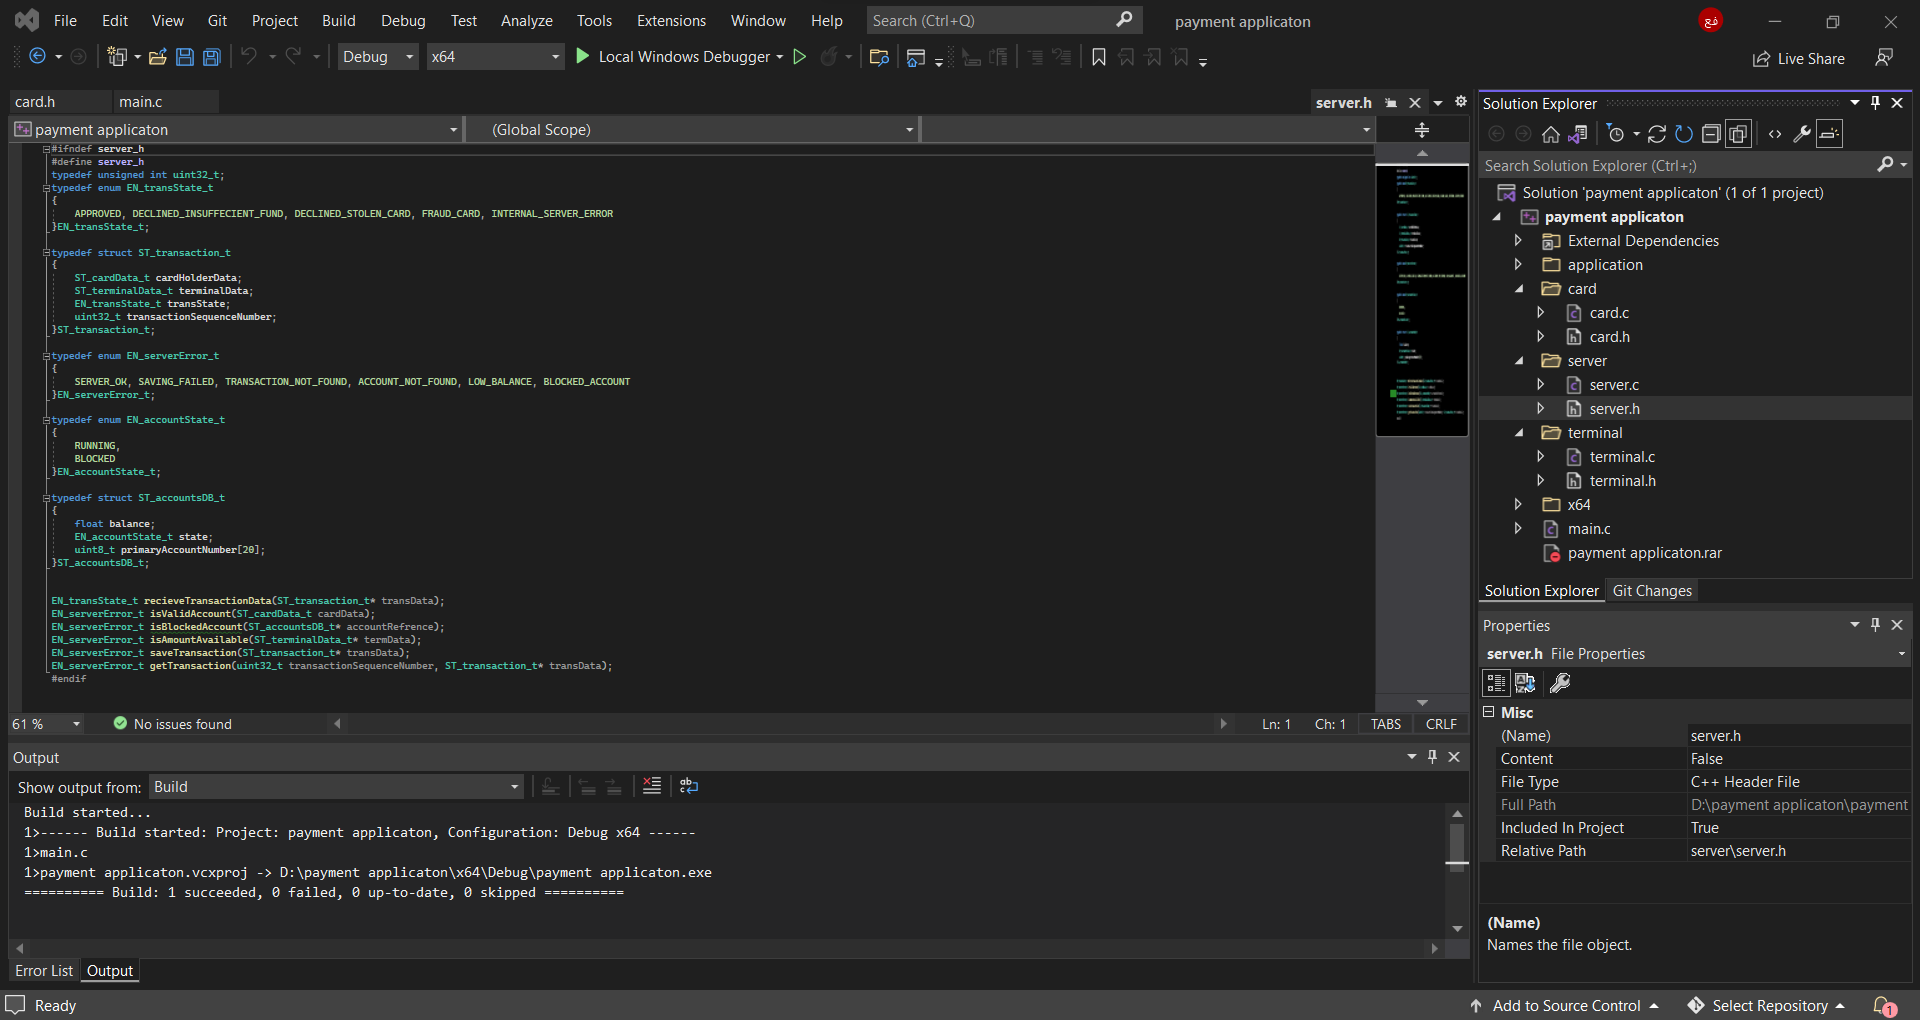 File Edit View Git Project Build Debug Test Analyze Tools Extensions Window Help Search (Ctrl+Q) payment applicaton فع
Debug x64 Local Windows Debugger Live Share
card.h main.c server.h
payment applicaton (Global Scope)
#ifndef server_h
#define server_h
typedef unsigned int uint32_t;
typedef enum EN_transState_t
{
APPROVED, DECLINED_INSUFFECIENT_FUND, DECLINED_STOLEN_CARD, FRAUD_CARD, INTERNAL_SERVER_ERROR
}EN_transState_t;
typedef struct ST_transaction_t
{
ST_cardData_t cardHolderData;
ST_terminalData_t terminalData;
EN_transState_t transState;
uint32_t transactionSequenceNumber;
}ST_transaction_t;
typedef enum EN_serverError_t
{
SERVER_OK, SAVING_FAILED, TRANSACTION_NOT_FOUND, ACCOUNT_NOT_FOUND, LOW_BALANCE, BLOCKED_ACCOUNT
}EN_serverError_t;
typedef enum EN_accountState_t
{
RUNNING,
BLOCKED
}EN_accountState_t;
typedef struct ST_accountsDB_t
{
float balance;
EN_accountState_t state;
uint8_t primaryAccountNumber[20];
}ST_accountsDB_t;
EN_transState_t recieveTransactionData(ST_transaction_t* transData);
EN_serverError_t isValidAccount(ST_cardData_t cardData);
EN_serverError_t isBlockedAccount(ST_accountsDB_t* accountRefrence);
EN_serverError_t isAmountAvailable(ST_terminalData_t* termData);
EN_serverError_t saveTransaction(ST_transaction_t* transData);
EN_serverError_t getTransaction(uint32_t transactionSequenceNumber, ST_transaction_t* transData);
#endif
61 % No issues found Ln: 1 Ch: 1 TABS CRLF
Output
Show output from: Build
Build started...
1>------ Build started: Project: payment applicaton, Configuration: Debug x64 ------
1>main.c
1>payment applicaton.vcxproj -> D:\payment applicaton\x64\Debug\payment applicaton.exe
========== Build: 1 succeeded, 0 failed, 0 up-to-date, 0 skipped ==========
Error List Output
Solution Explorer
Search Solution Explorer (Ctrl+;)
Solution 'payment applicaton' (1 of 1 project)
payment applicaton
External Dependencies
application
card
card.c
card.h
server
server.c
server.h
terminal
terminal.c
terminal.h
x64
main.c
payment applicaton.rar
Solution Explorer Git Changes
Properties
server.h File Properties
Misc
(Name) server.h
Content False
File Type C++ Header File
Full Path D:\payment applicaton\payment
Included In Project True
Relative Path server\server.h
(Name)
Names the file object.
Ready Add to Source Control Select Repository 1